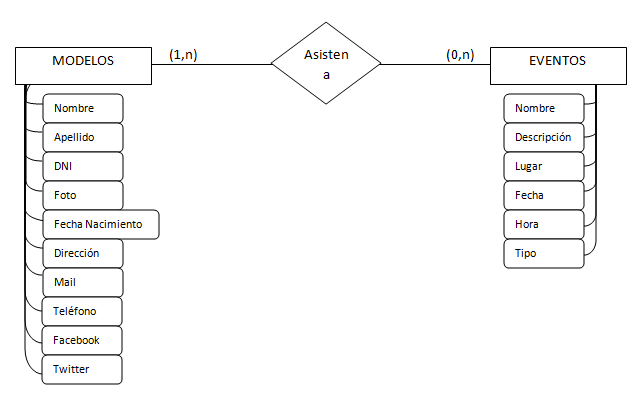 MODELOS
(1,n)
Asisten
a
(0,n)
EVENTOS
Nombre
Apellido
DNI
Foto
Fecha Nacimiento
Dirección
Mail
Teléfono
Facebook
Twitter
Nombre
Descripción
Lugar
Fecha
Hora
Tipo